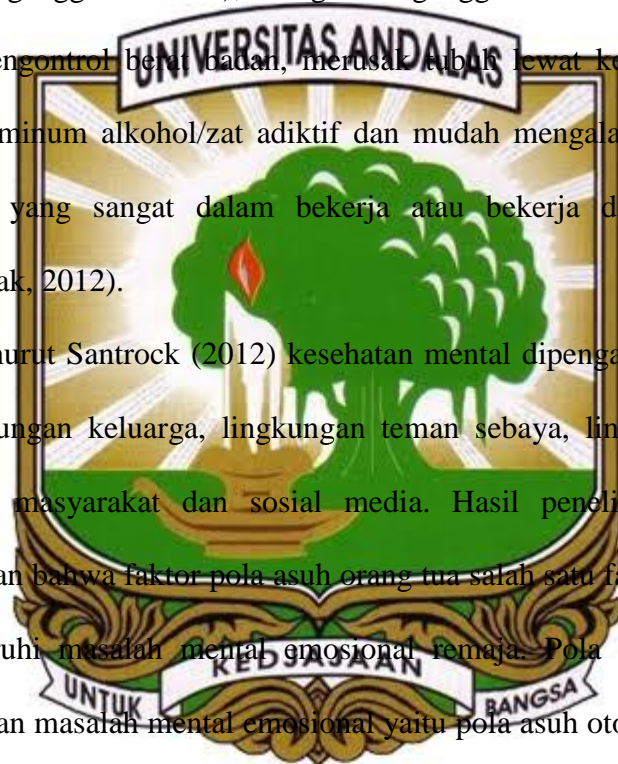 UNIVERSITAS ANDALAS
engontrol berat badan, merusak tubuh lewat ke
minum alkohol/zat adiktif dan mudah mengala
yang sangat dalam bekerja atau bekerja d
ak, 2012).
nurut Santrock (2012) kesehatan mental dipenga
ungan keluarga, lingkungan teman sebaya, lin
masyarakat dan sosial media. Hasil peneli
an bahwa faktor pola asuh orang tua salah satu fa
uhi masalah mental emosional remaja. Pola
UNTUK KEDJAJAAN BANGSA
an masalah mental emosional yaitu pola asuh oto